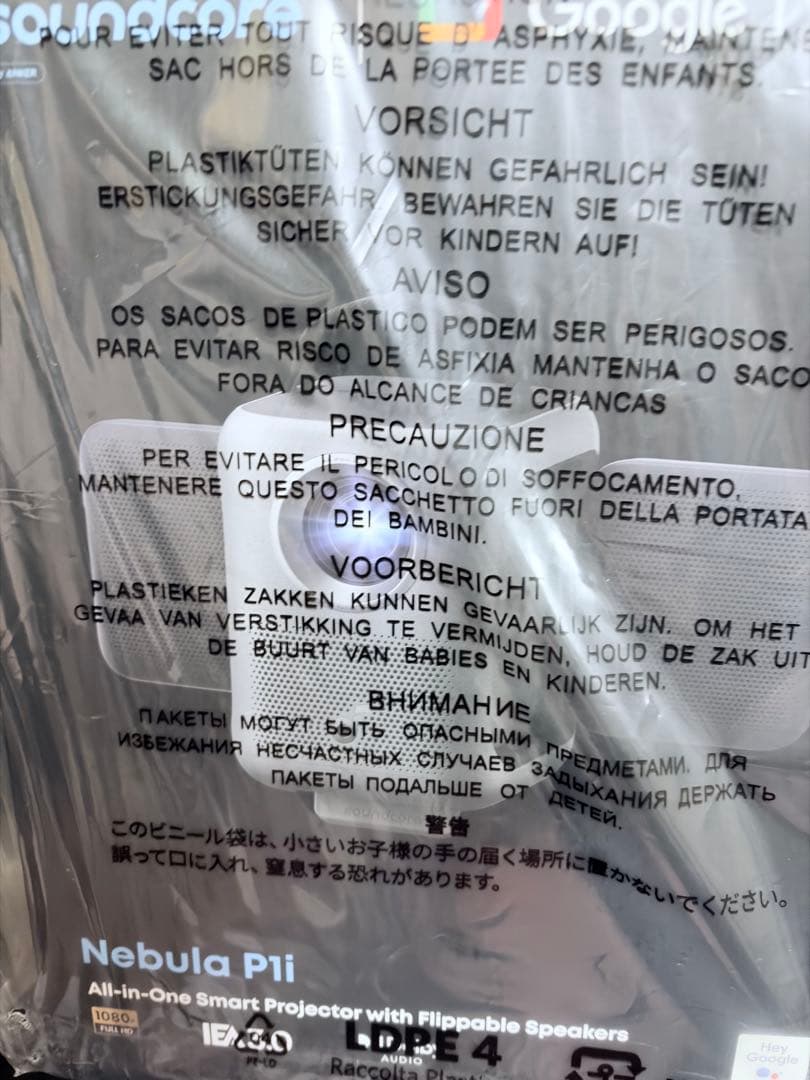 soundcore
Google
by ANKER
POUR EVITER TOUT RISQUE D' ASPHYXIE,
SAC HORS DE LA PORTEE DES ENFANTS.
VORSICHT
PLASTIKTÜTEN KÖNNEN GEFAHRLICH SEIN!
ERSTICKUNGSGEFAHR BEWAHREN SIE DIE TÜTEN
SICHER VOR KINDERN AUF!
AVISO
OS SACOS DE PLASTICO PODEM SER PERIGOSOS.
PARA EVITAR RISCO DE ASFIXIA MANTENHA O SACO
FORA DO ALCANCE DE CRIANCAS
PRECAUZIONE
PER EVITARE IL PERICOLO DI SOFFOCAMENTO,
MANTENERE QUESTO SACCHETTO FUORI DELLA PORTATA
DEI BAMBINI.
VOORBERICHT
PLASTIEKEN ZAKKEN KUNNEN GEVAARLIJK ZIJN. OM HET
GEVAA VAN VERSTIKKING TE VERMIJDEN, HOUD DE ZAK UIT
DE BUURT VAN BABIES EN KINDEREN.
ВНИМАНИЕ
ПАКЕТЫ МОГУТ БЫТЬ ОПАСНЫМИ ПРЕДМЕТАМИ. ДЛЯ
ИЗБЕЖАНИЯ НЕСЧАСТНЫХ СЛУЧАЕВ ЗАДЫХАНИЯ ДЕРЖАТЬ
ПАКЕТЫ ПОДАЛЬШЕ ОТ ДЕТЕЙ.
soundcore
警告
このビニール袋は、小さいお子様の手の届く場所に置かないでください。
誤って口に入れ、窒息する恐れがあります。
Nebula P1i
All-in-One Smart Projector with Flippable Speakers
1080P
FULL HD
04
PE-LD
LDPE 4
AUDIO
Raccolta
Hey
Google